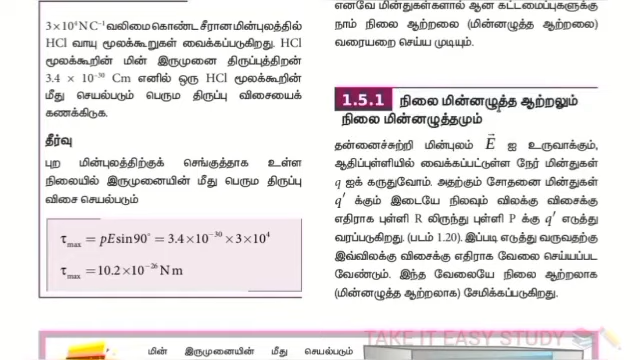 3×10⁴N C⁻¹ வலிமை கொண்ட சீரான மின்புலத்தில்
HCl வாயு மூலக்கூறுகள் வைக்கப்படுகிறது. HCl
மூலக்கூறின் மின் இருமுனை திருப்புத்திறன்
3.4 × 10⁻³⁰ Cm எனில் ஒரு HCl மூலக்கூறின்
மீது செயல்படும் பெரும திருப்பு விசையைக்
கணக்கிடுக.
தீர்வு
புற மின்புலத்திற்குச் செங்குத்தாக உள்ள
நிலையில் இருமுனையின் மீது பெரும திருப்பு
விசை செயல்படும்
τmax = pE sin90° = 3.4×10⁻³⁰ ×3×10⁴
τmax = 10.2×10⁻²⁶ N m
மின் இருமுனையின் மீது செயல்படும்
எனவே மின்துகள்களால் ஆன கட்டமைப்புகளுக்கு
நாம் நிலை ஆற்றலை (மின்னழுத்த ஆற்றலை)
வரையறை செய்ய முடியும்.
1.5.1 நிலை மின்னழுத்த ஆற்றலும்
நிலை மின்னழுத்தமும்
தன்னைச்சுற்றி மின்புலம் E⃗ ஐ உருவாக்கும்,
ஆதிப்புள்ளியில் வைக்கப்பட்டுள்ள நேர் மின்துகள்
q ஐக் கருதுவோம். அதற்கும் சோதனை மின்துகள்
q′ க்கும் இடையே நிலவும் விலக்கு விசைக்கு
எதிராக புள்ளி R லிருந்து புள்ளி P க்கு q′ எடுத்து
வரப்படுகிறது. (படம் 1.20). இப்படி எடுத்து வருவதற்கு
இவ்விலக்கு விசைக்கு எதிராக வேலை செய்யப்பட
வேண்டும். இந்த வேலையே நிலை ஆற்றலாக
(மின்னழுத்த ஆற்றலாக) சேமிக்கப்படுகிறது.
TAKE IT EASY STUDY